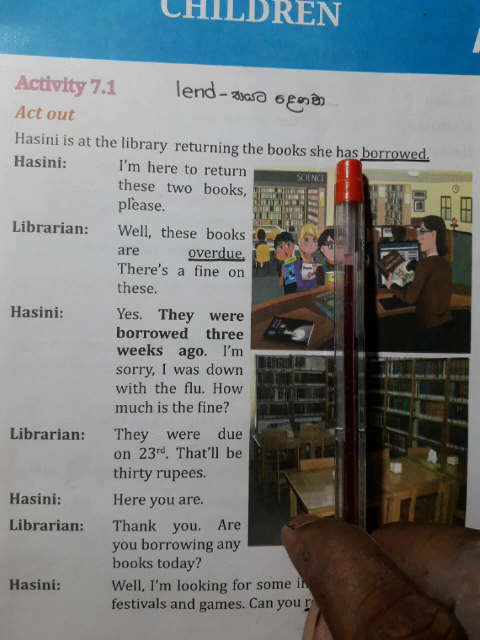 CHILDREN
Activity 7.1
lend - ණයට දෙනවා
Act out
Hasini is at the library returning the books she has borrowed.
Hasini: I'm here to return
these two books,
please.
SCIENCE
Librarian: Well, these books
are overdue.
There's a fine on
these.
Hasini: Yes. They were
borrowed three
weeks ago. I'm
sorry, I was down
with the flu. How
much is the fine?
Librarian: They were due
on 23rd. That'll be
thirty rupees.
Hasini: Here you are.
Librarian: Thank you. Are
you borrowing any
books today?
Hasini: Well, I'm looking for some
festivals and games. Can you